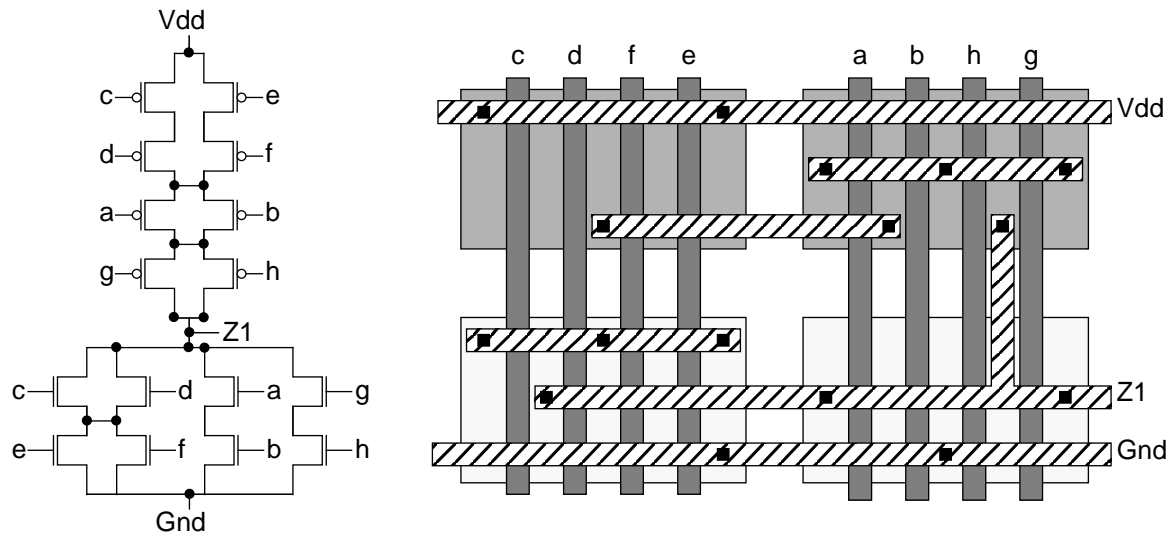 Vdd
c e
d f
a b
g h
Z1
c d a g
e f b h
Gnd
c d f e a b h g
Vdd
Z1
Gnd